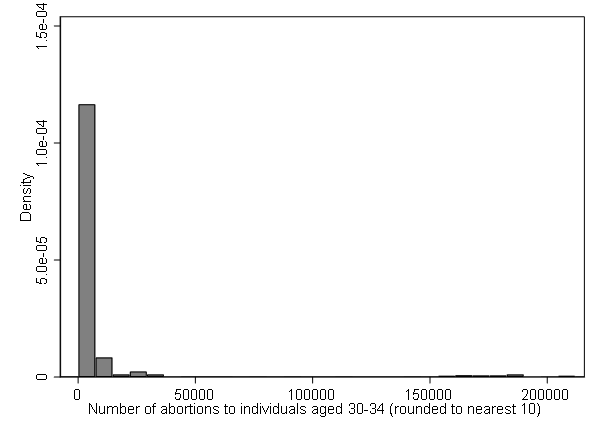 1.5e-04
1.0e-04
5.0e-05
0
Density
0 50000 100000 150000 200000
Number of abortions to individuals aged 30-34 (rounded to nearest 10)